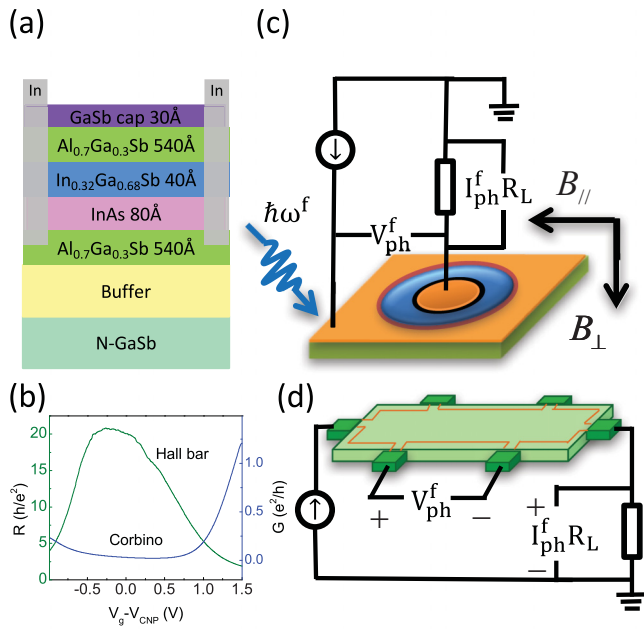 (a)
In In
GaSb cap 30Å
Al0.7Ga0.3Sb 540Å
In0.32Ga0.68Sb 40Å
InAs 80Å
Al0.7Ga0.3Sb 540Å
Buffer
N-GaSb
(b)
R (h/e²)
20
15
10
5
0
Hall bar
Corbino
1.0
0.5
0.0
G (e²/h)
-0.5 0.0 0.5 1.0 1.5
Vg-VCNP (V)
(c)
ħωᶠ
Vᶠph
IᶠphRL
B//
B⊥
(d)
+ Vᶠph −
+
IᶠphRL
−